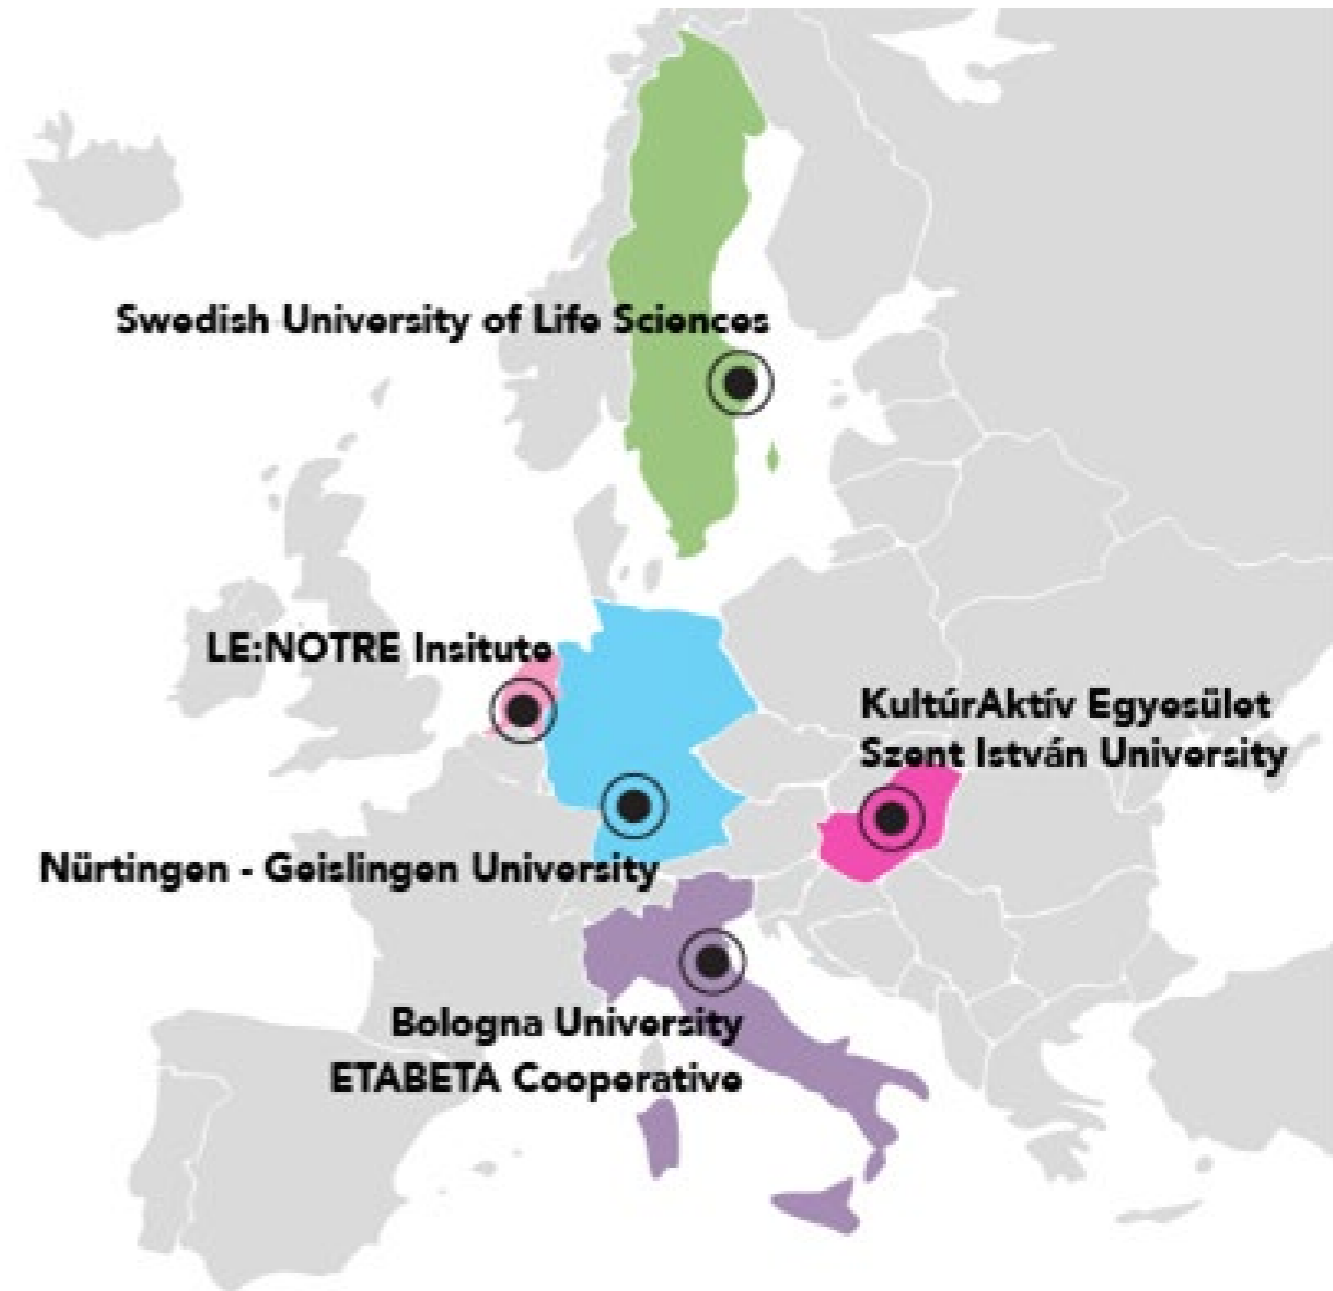 Swedish University of Life Sciences
LE:NOTRE Insitute
KultúrAktív Egyesület
Szent István University
Nürtingen - Geislingen University
Bologna University
ETABETA Cooperative